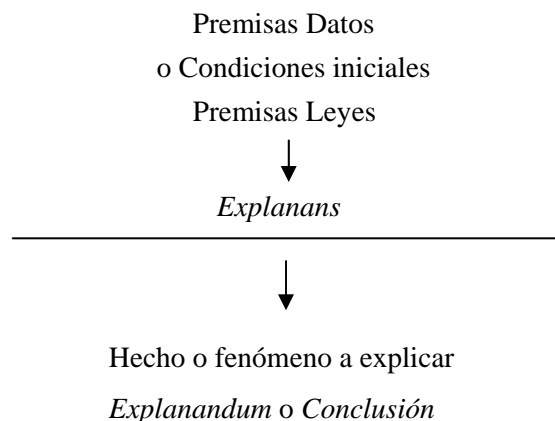 Premisas Datos
o Condiciones iniciales
Premisas Leyes
Explanans
Hecho o fenómeno a explicar
Explanandum o Conclusión